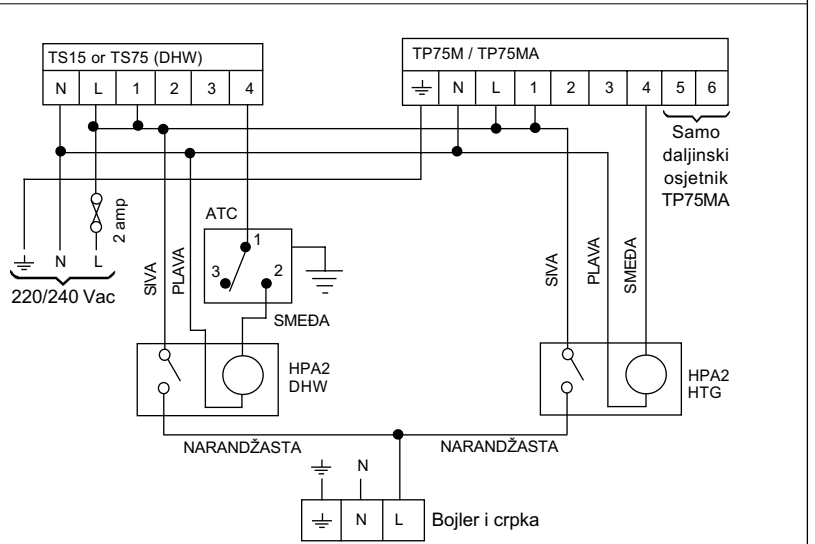 TS15 or TS75 (DHW)
N L 1 2 3 4
TP75M / TP75MA
N L 1 2 3 4 5 6
Samo
daljinski
osjetnik
TP75MA
2 amp
N L
220/240 Vac
SIVA
PLAVA
ATC
1
3 2
SMEĐA
HPA2
DHW
SIVA
PLAVA
SMEĐA
HPA2
HTG
NARANDŽASTA
NARANDŽASTA
N
N L
Bojler i crpka